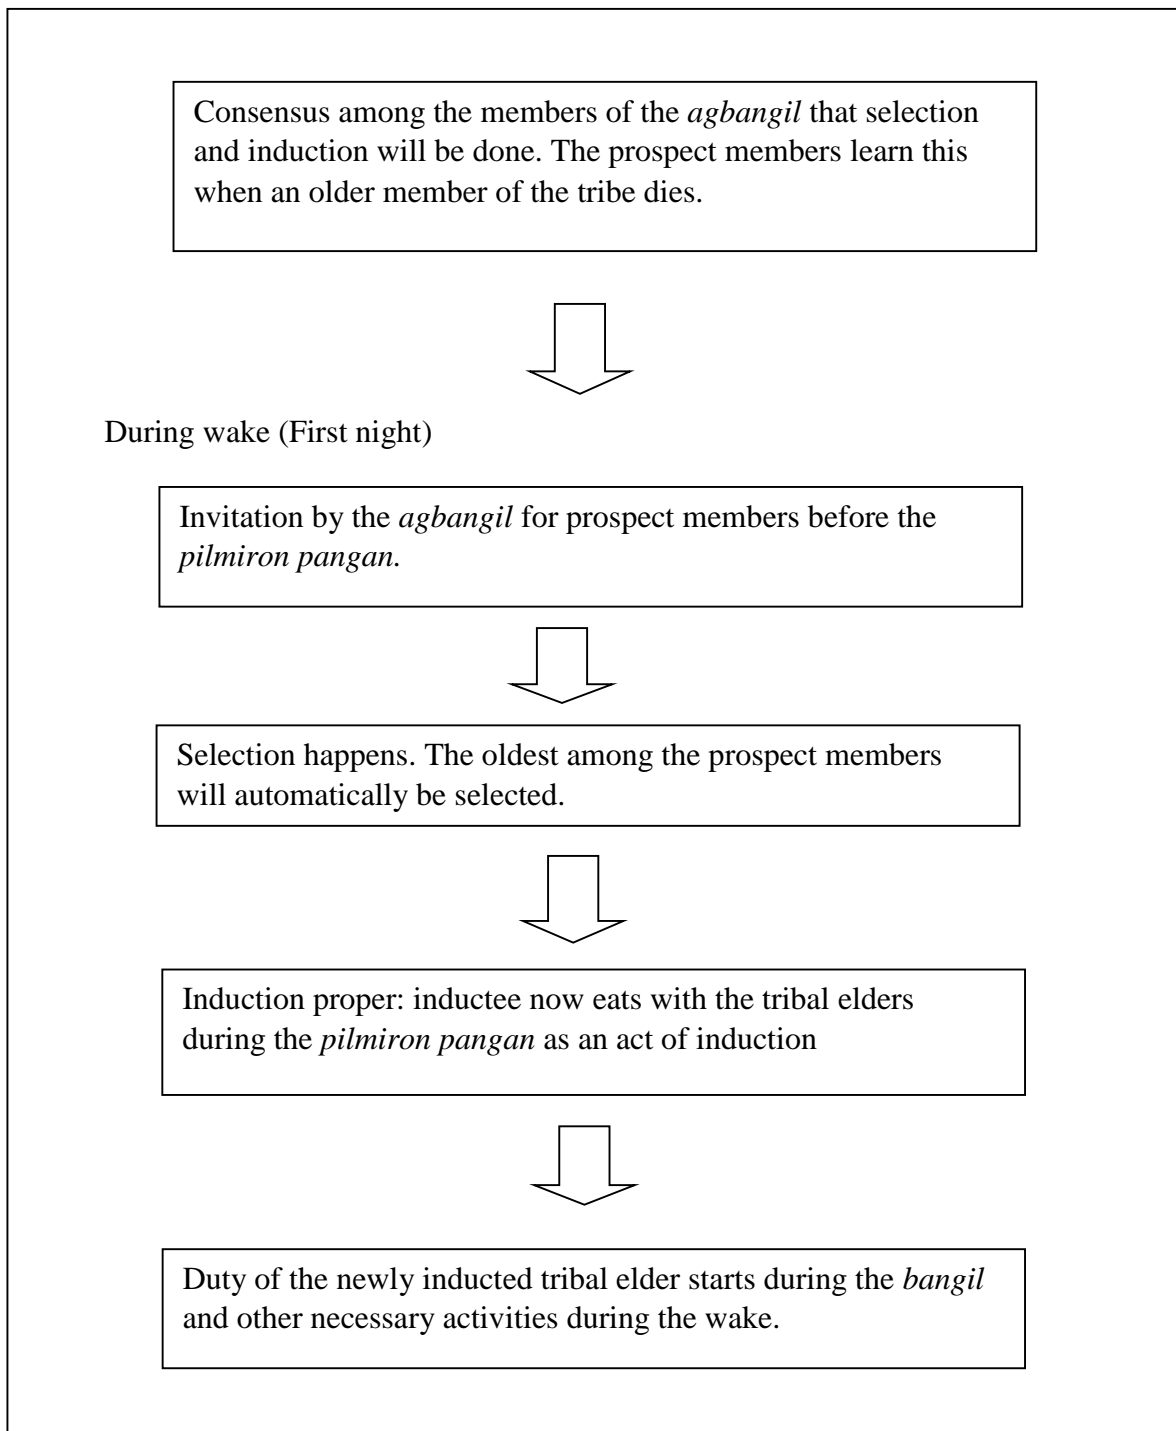 Consensus among the members of the agbangil that selection
and induction will be done. The prospect members learn this
when an older member of the tribe dies.
During wake (First night)
Invitation by the agbangil for prospect members before the
pilmiron pangan.
Selection happens. The oldest among the prospect members
will automatically be selected.
Induction proper: inductee now eats with the tribal elders
during the pilmiron pangan as an act of induction
Duty of the newly inducted tribal elder starts during the bangil
and other necessary activities during the wake.